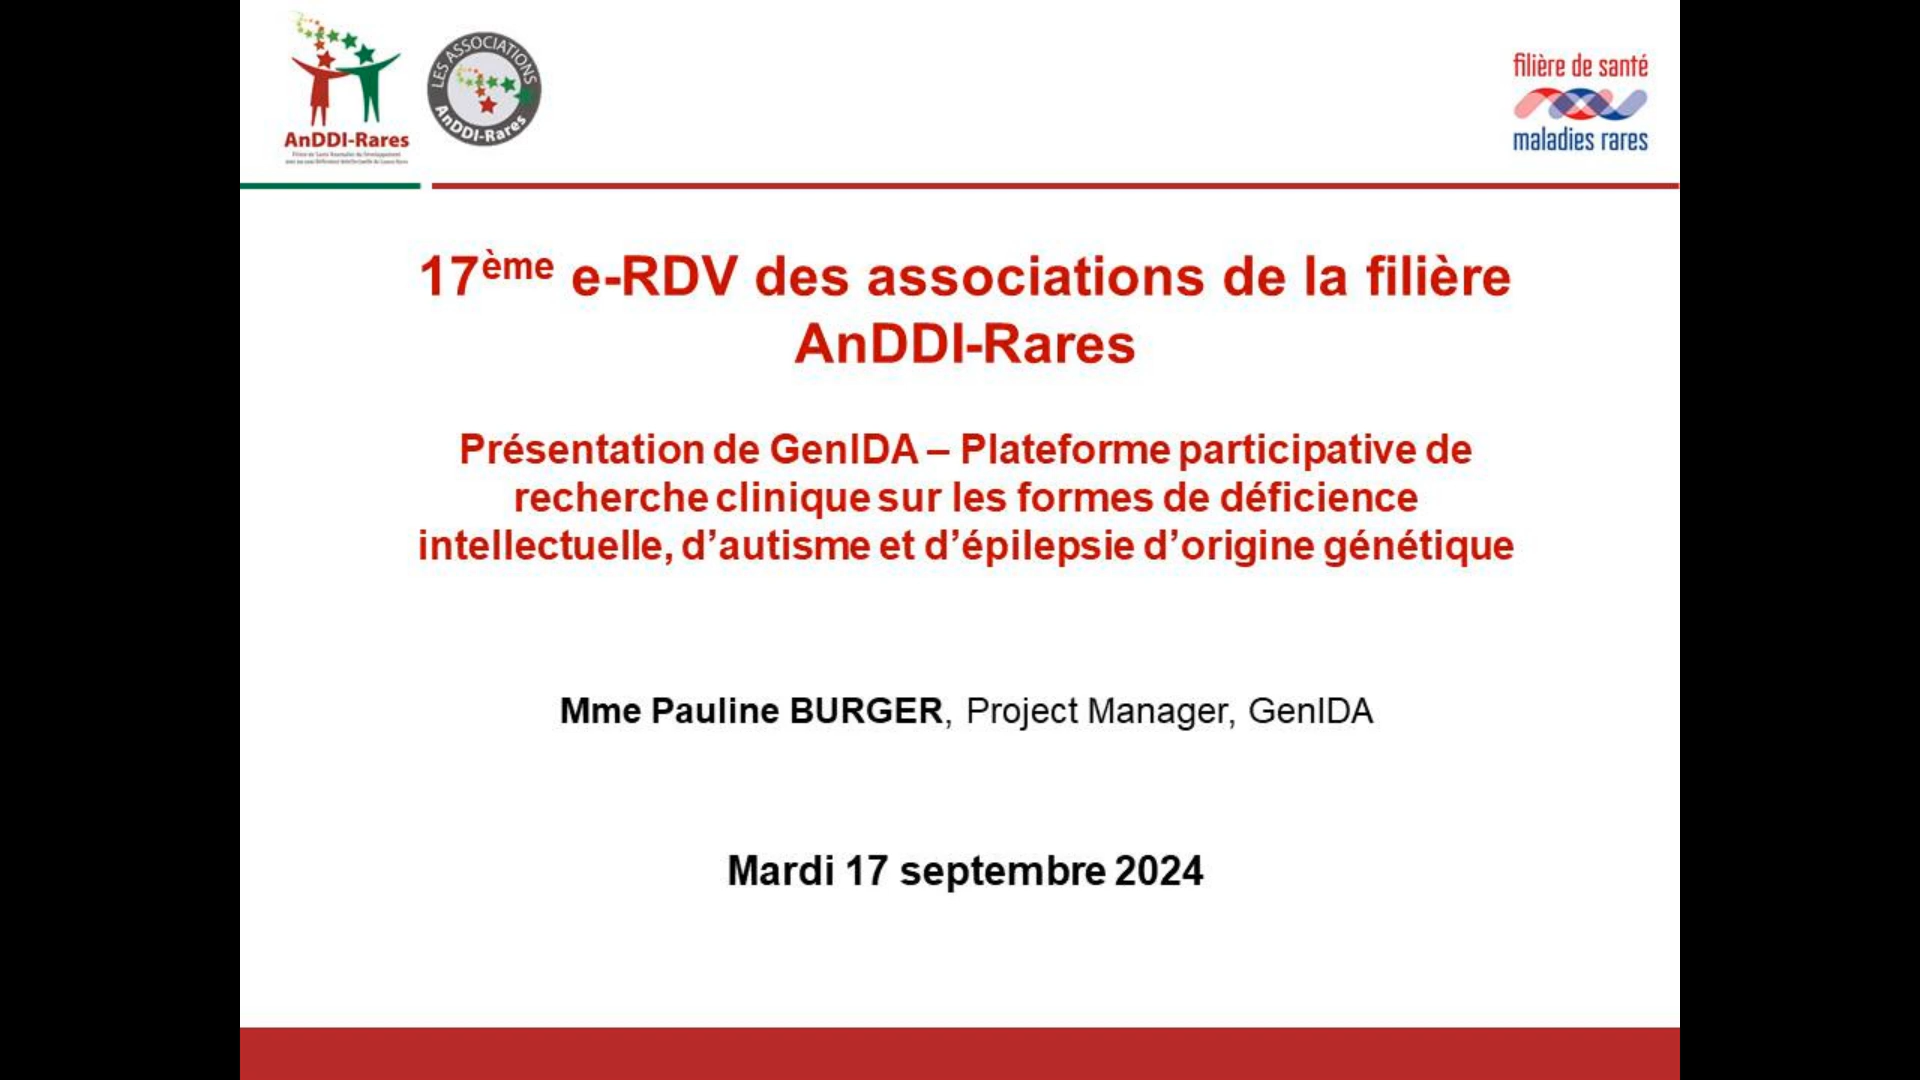 LES ASSOCIATIONS
AnDDI-Rares
AnDDI-Rares
filière de santé
maladies rares
17ème e-RDV des associations de la filière
AnDDI-Rares
Présentation de GenIDA – Plateforme participative de
recherche clinique sur les formes de déficience
intellectuelle, d’autisme et d’épilepsie d’origine génétique
Mme Pauline BURGER, Project Manager, GenIDA
Mardi 17 septembre 2024